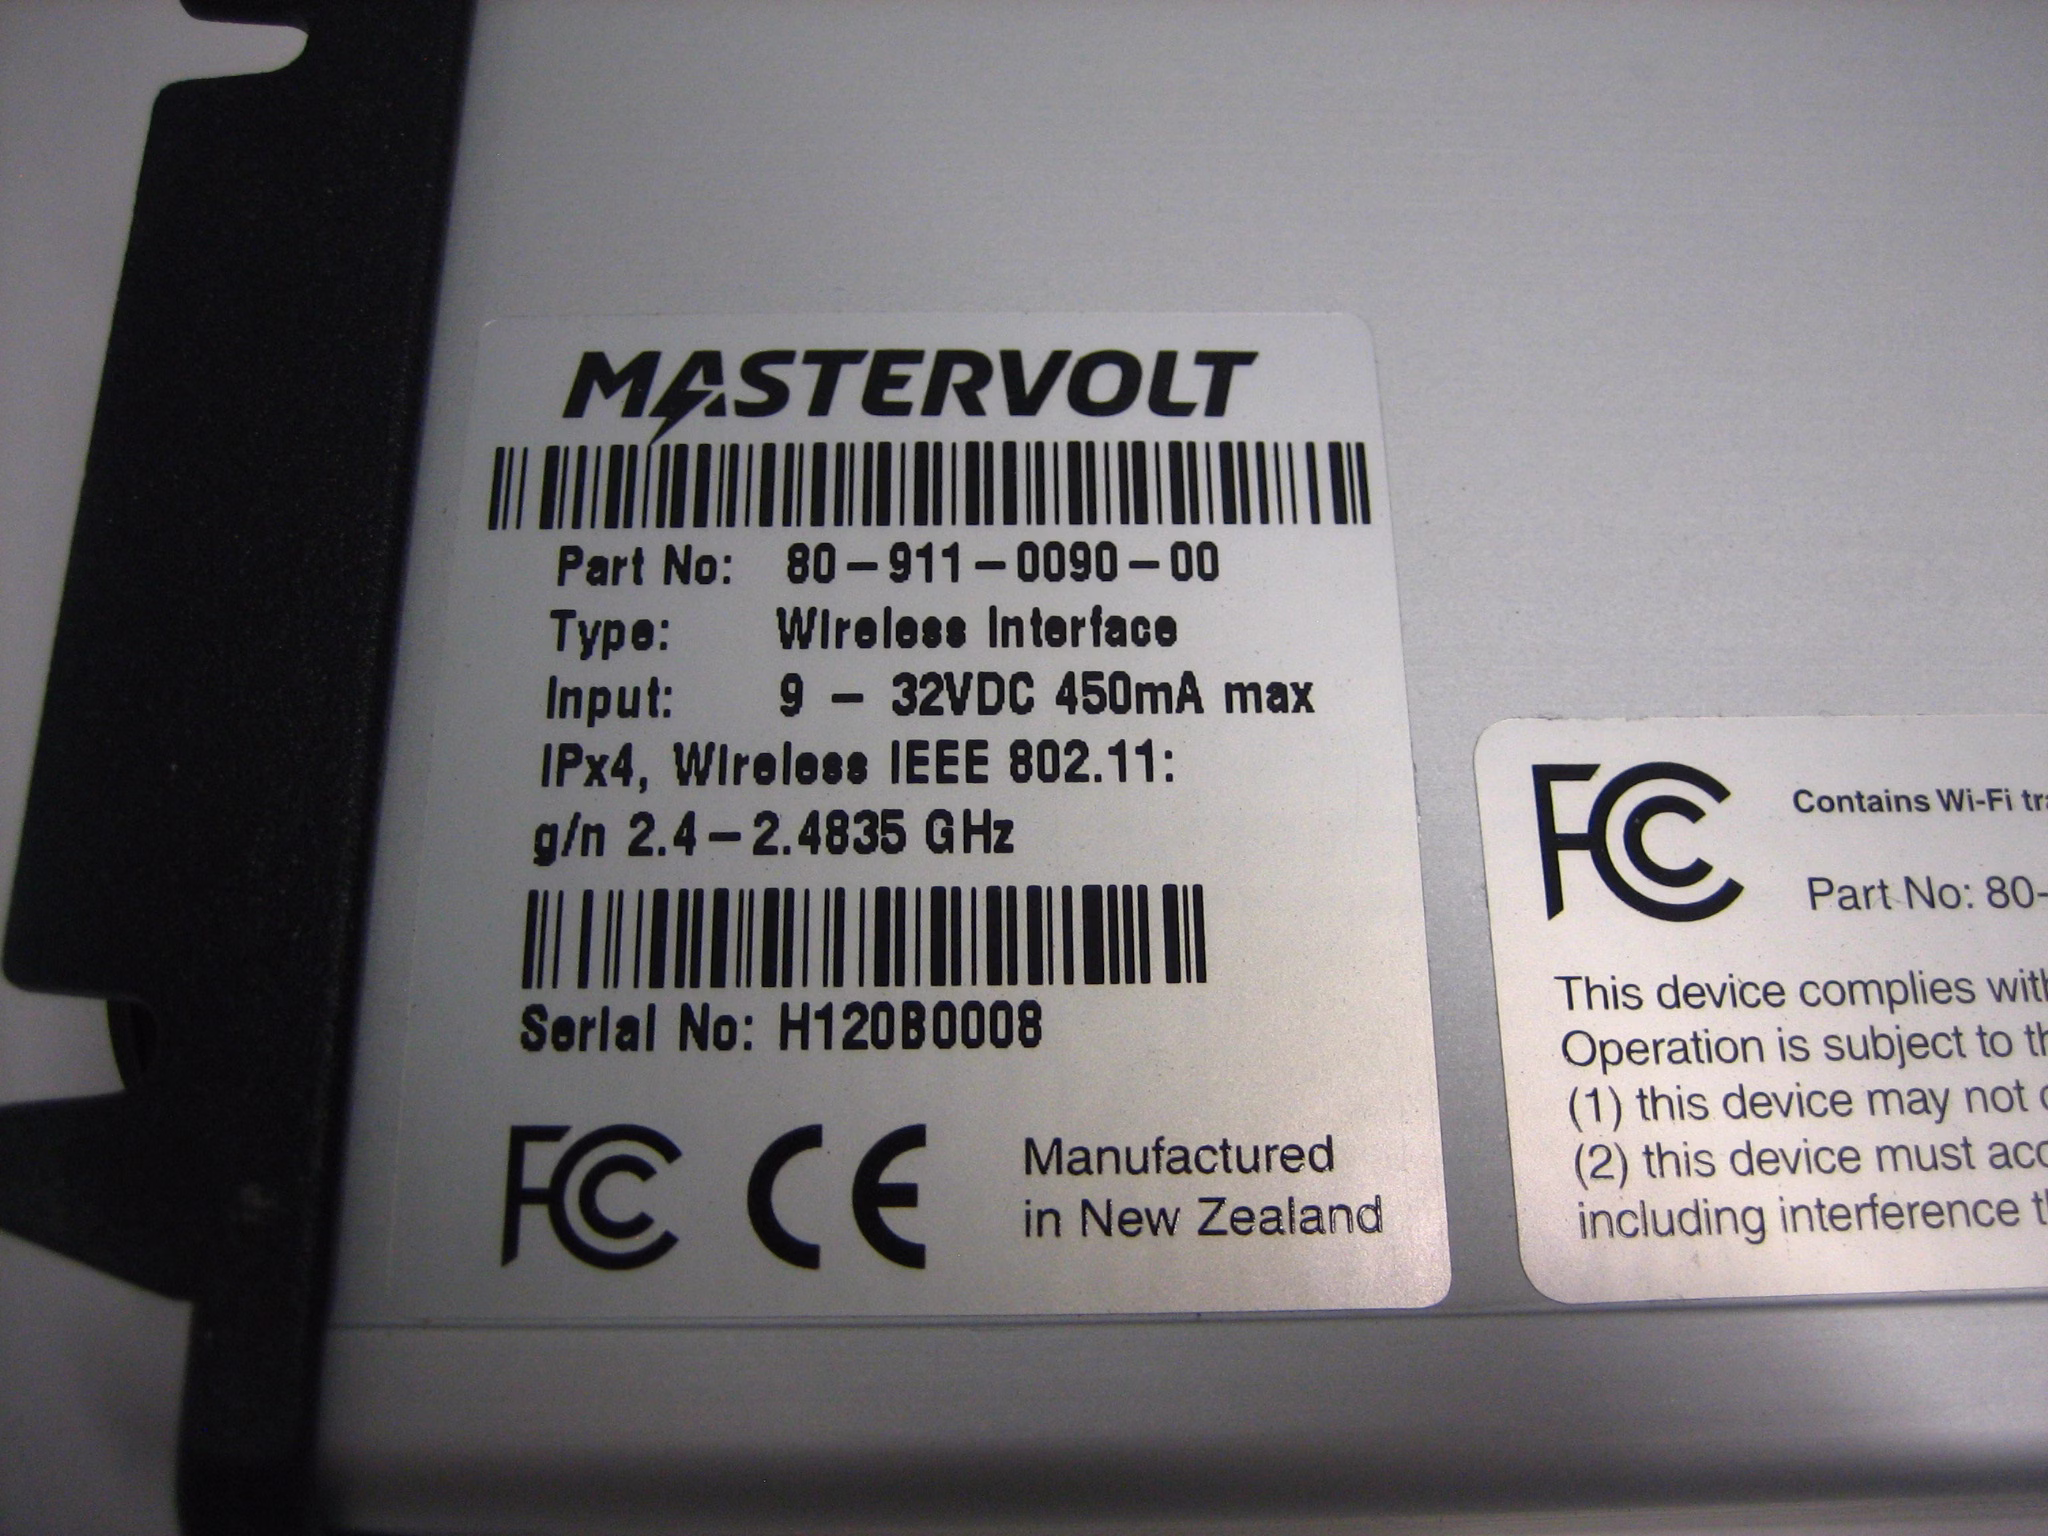 MASTERVOLT
Part No: 80-911-0090-00
Type: Wireless Interface
Input: 9 - 32VDC 450mA max
IPx4, Wireless IEEE 802.11:
g/n 2.4-2.4835 GHz
Serial No: H120B0008
FC CE Manufactured
in New Zealand
FC Contains Wi-Fi
Part No: 80-
This device complies
Operation is subject to
(1) this device may not
(2) this device must
including interference